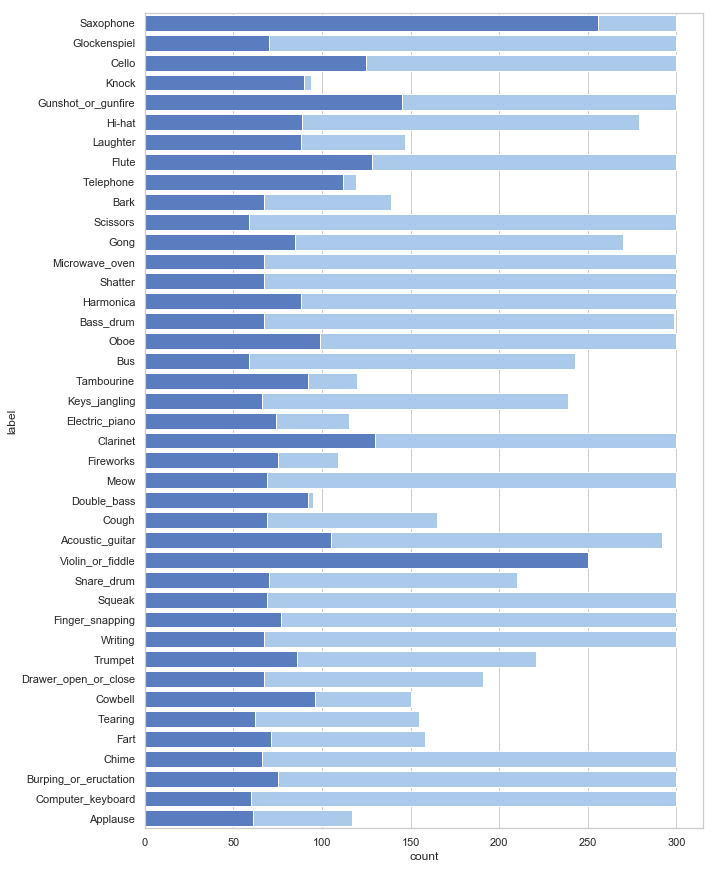 Saxophone
Glockenspiel
Cello
Knock
Gunshot_or_gunfire
Hi-hat
Laughter
Flute
Telephone
Bark
Scissors
Gong
Microwave_oven
Shatter
Harmonica
Bass_drum
Oboe
Bus
Tambourine
Keys_jangling
Electric_piano
Clarinet
Fireworks
Meow
Double_bass
Cough
Acoustic_guitar
Violin_or_fiddle
Snare_drum
Squeak
Finger_snapping
Writing
Trumpet
Drawer_open_or_close
Cowbell
Tearing
Fart
Chime
Burping_or_eructation
Computer_keyboard
Applause
label
0 50 100 150 200 250 300
count